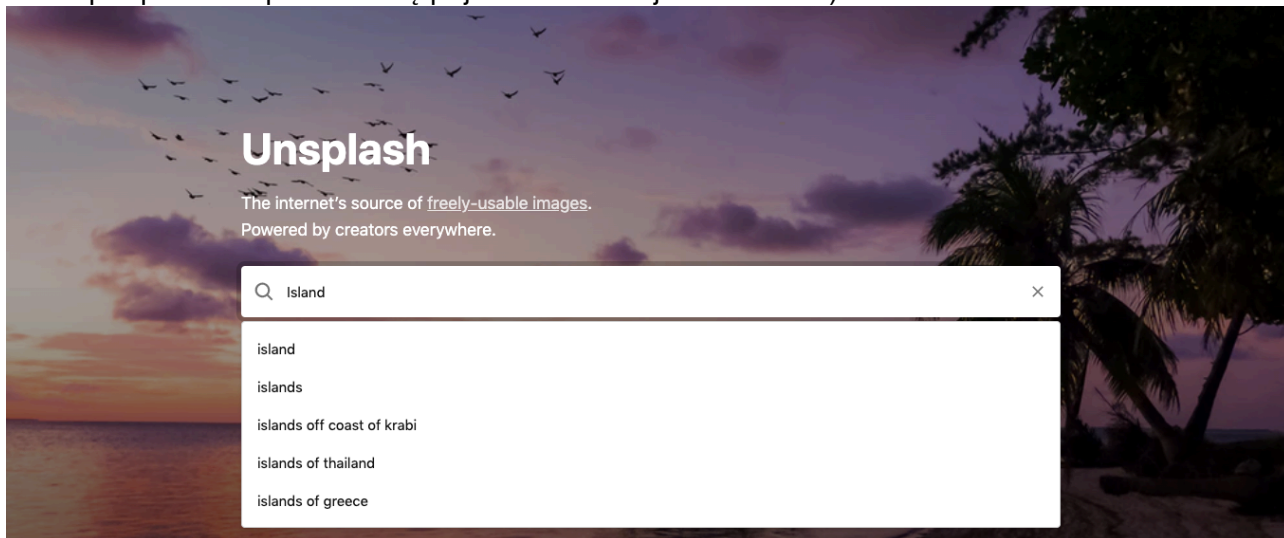 Unsplash
The internet's source of freely-usable images.
Powered by creators everywhere.
Island
island
islands
islands off coast of krabi
islands of thailand
islands of greece